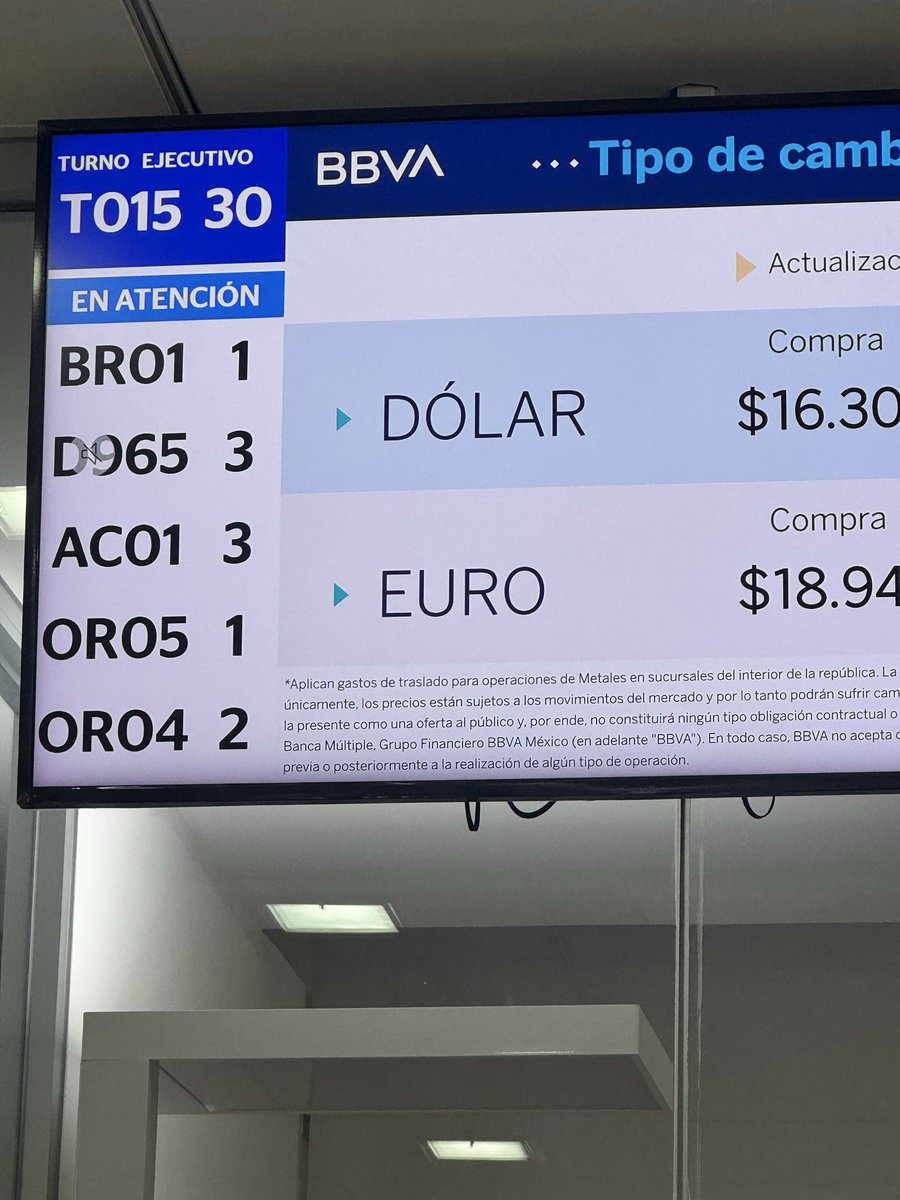 TURNO EJECUTIVO
T015 30
EN ATENCIÓN
BR01 1
D965 3
AC01 3
OR05 1
OR04 2
BBVA
... Tipo de camb
Actualizac
Compra
DÓLAR $16.30
Compra
EURO $18.94
*Aplican gastos de traslado para operaciones de Metales en sucursales del interior de la república. La
únicamente, los precios están sujetos a los movimientos del mercado y por lo tanto podrán sufrir cam
la presente como una oferta al público y, por ende, no constituirá ningún tipo obligación contractual o
Banca Múltiple, Grupo Financiero BBVA México (en adelante "BBVA"). En todo caso, BBVA no acepta
previa o posteriormente a la realización de algún tipo de operación.